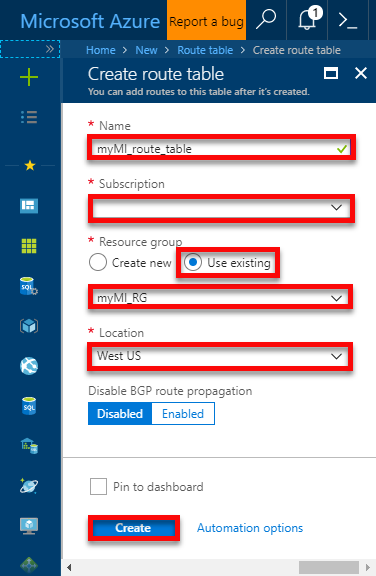 Microsoft Azure
Report a bug
1
Home > New > Route table > Create route table
Create route table
You can add routes to this table after it's created.
* Name
myMI_route_table
* Subscription
* Resource group
Create new
Use existing
myMI_RG
* Location
West US
Disable BGP route propagation
Disabled
Enabled
Pin to dashboard
Create
Automation options
SQL
SQL